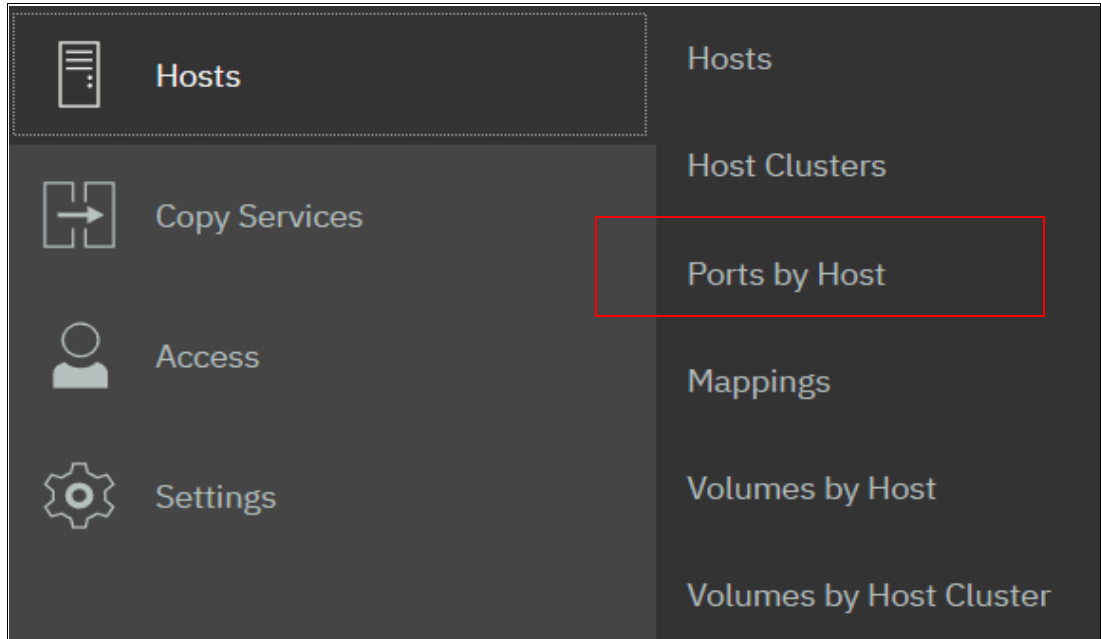 Hosts
Copy Services
Access
Settings
Hosts
Host Clusters
Ports by Host
Mappings
Volumes by Host
Volumes by Host Cluster